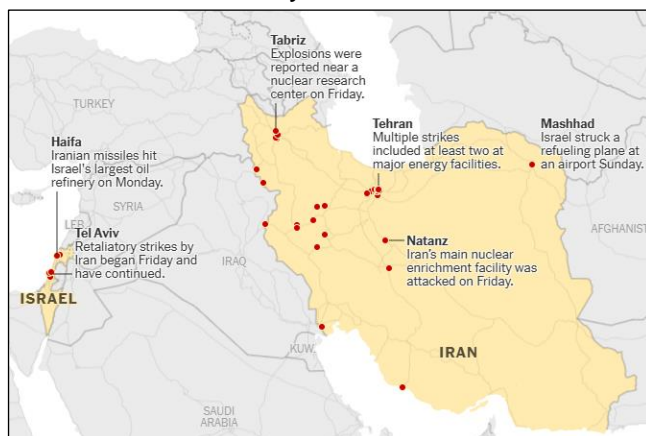 Tabriz
Explosions were
reported near a
nuclear research
center on Friday.
TURKEY
Tehran
Multiple strikes
included at least two at
major energy facilities.
Mashhad
Israel struck a
refueling plane at
an airport Sunday.
Haifa
Iranian missiles hit
Israel's largest oil
refinery on Monday.
SYRIA
LEB.
Tel Aviv
Retaliatory strikes by
Iran began Friday and
have continued.
AFGHANISTAN
IRAQ
Natanz
Iran's main nuclear
enrichment facility was
attacked on Friday.
ISRAEL
KUW.
IRAN
SAUDI
ARABIA